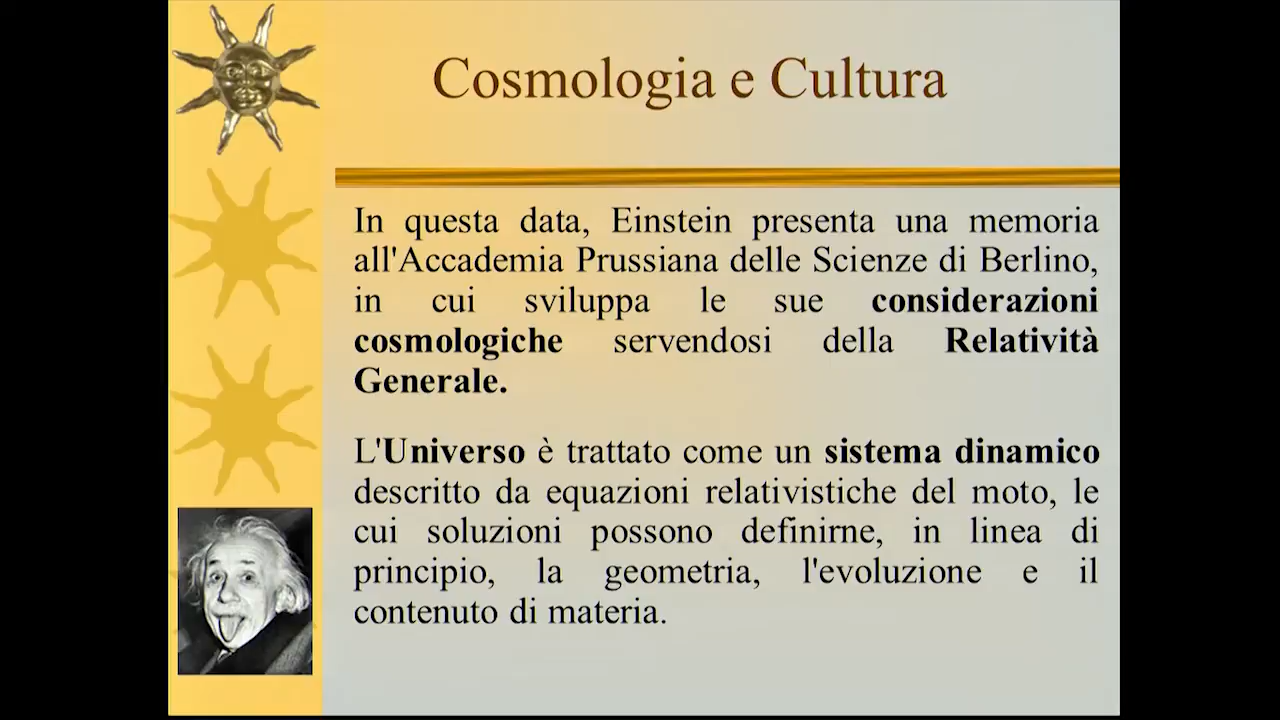 Cosmologia e Cultura
In questa data, Einstein presenta una memoria
all'Accademia Prussiana delle Scienze di Berlino,
in cui sviluppa le sue considerazioni
cosmologiche servendosi della Relatività
Generale.
L'Universo è trattato come un sistema dinamico
descritto da equazioni relativistiche del moto, le
cui soluzioni possono definirne, in linea di
principio, la geometria, l'evoluzione e il
contenuto di materia.